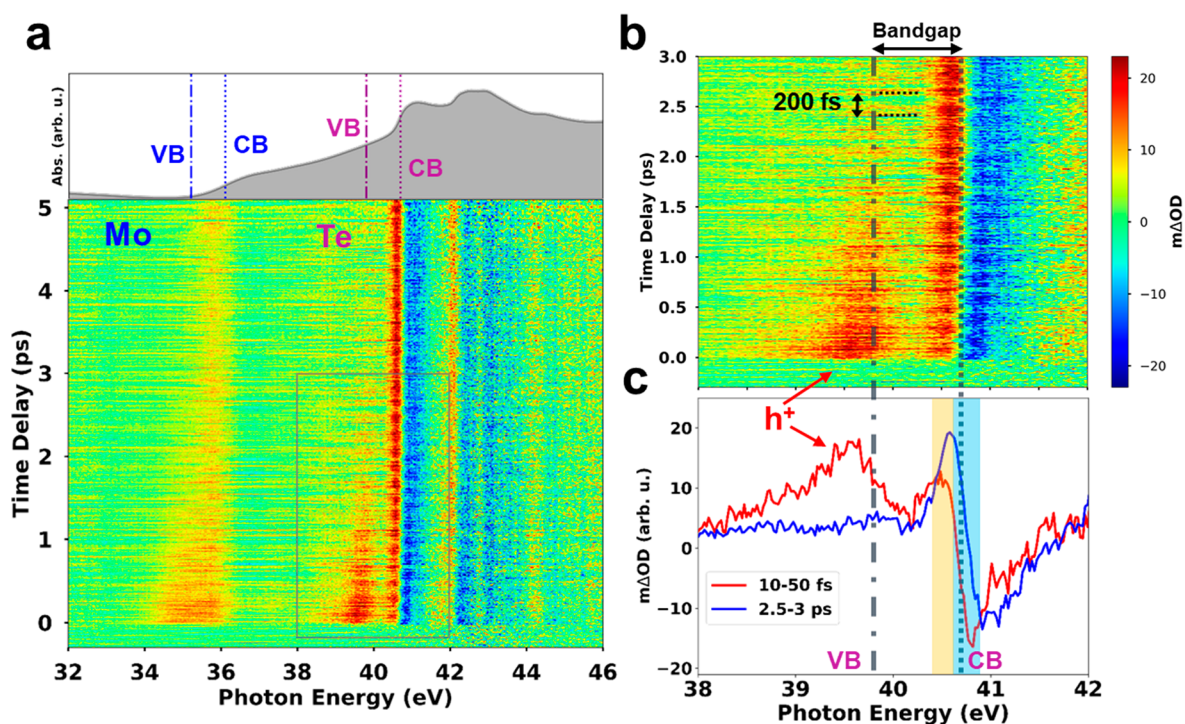 a
Abs. (arb. u.)
VB
CB
VB
CB
Mo
Te
5
4
3
2
1
0
Time Delay (ps)
32 34 36 38 40 42 44 46
Photon Energy (eV)
b
Bandgap
3.0
2.5
2.0
1.5
1.0
0.5
0.0
Time Delay (ps)
200 fs
20
10
0
−10
−20
mΔOD
c
h+
20
10
0
−10
−20
mΔOD (arb. u.)
10-50 fs
2.5-3 ps
VB
CB
38 39 40 41 42
Photon Energy (eV)